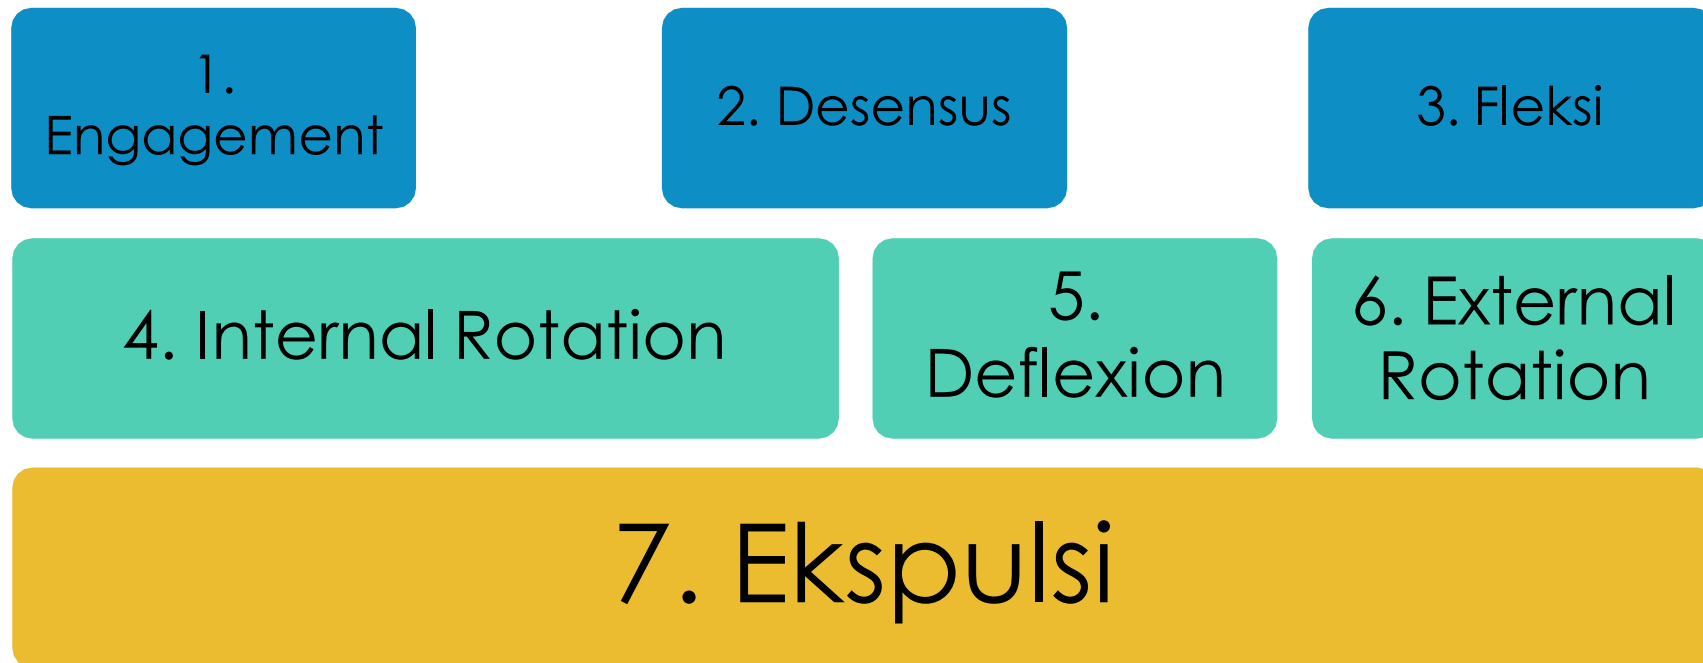 1.
Engagement
2. Desensus
3. Fleksi
4. Internal Rotation
5.
Deflexion
6. External
Rotation
7. Ekspulsi